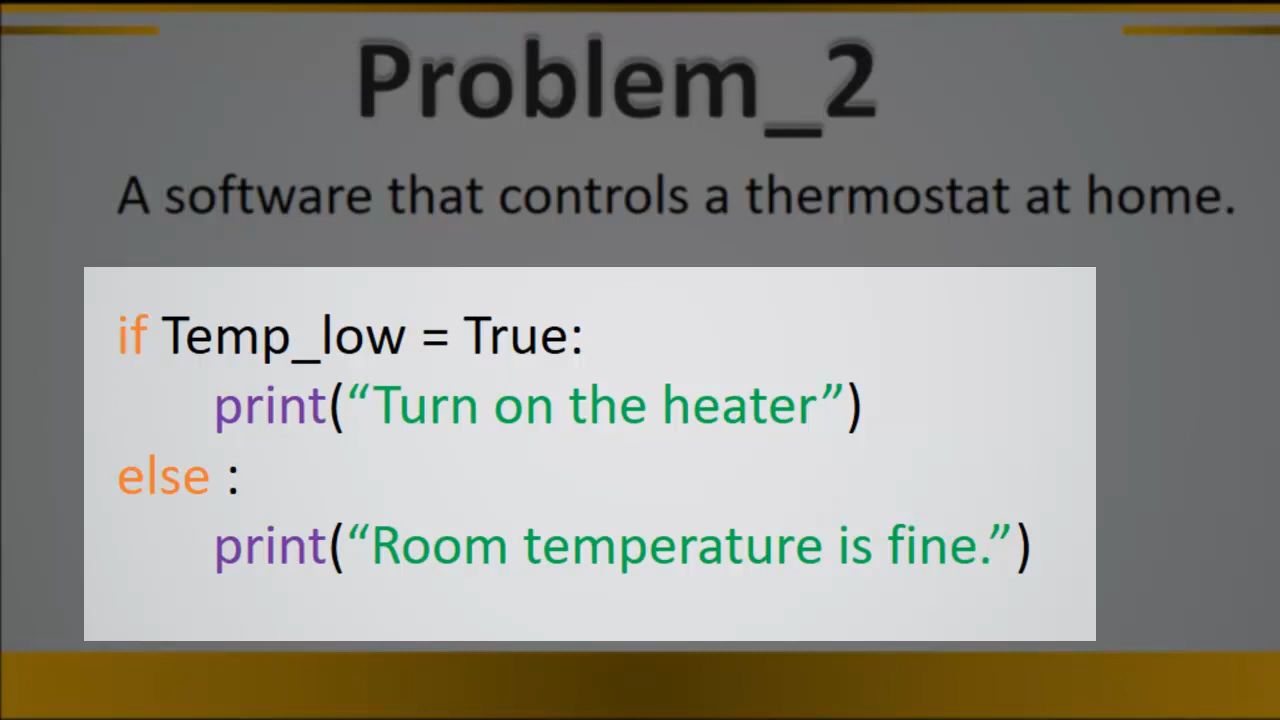 Problem_2
A software that controls a thermostat at home.
if Temp_low = True:
print(“Turn on the heater”)
else :
print(“Room temperature is fine.”)